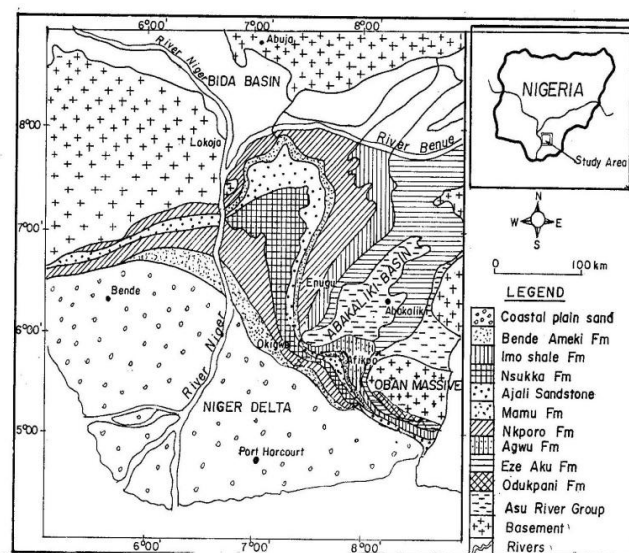 6°00' 7°00' 8°00'
Abuja
River Niger
BIDA BASIN
8°00'
Lokoja
River Benue
7°00'
Enugu
ABAKALIKI BASIN
Bende
Abakalik
6°00'
Okigwe
Afikpo
River Niger
OBAN MASSIVE
NIGER DELTA
5°00'
Port Harcourt
6°00' 7°00' 8°00'
NIGERIA
Study Area
N
W E
S
0 100 km
LEGEND
Coastal plain sand
Bende Ameki Fm
Imo shale Fm
Nsukka Fm
Ajali Sandstone
Mamu Fm
Nkporo Fm
Agwu Fm
Eze Aku Fm
Odukpani Fm
Asu River Group
Basement
Rivers